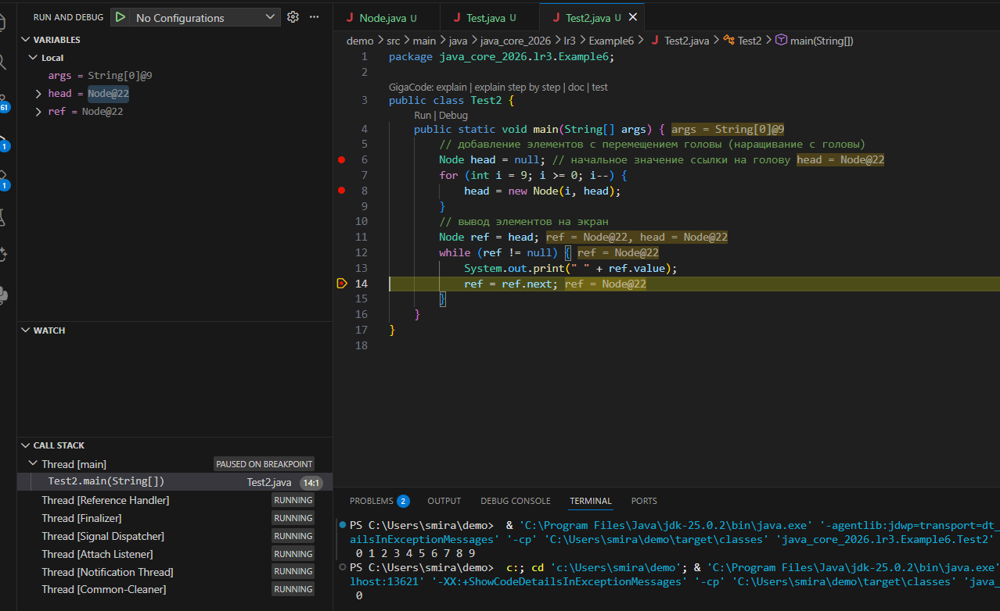 RUN AND DEBUG No Configurations ...
VARIABLES
Local
args = String[0]@9
head = Node@22
ref = Node@22
61
1
1
WATCH
CALL STACK
Thread [main] PAUSED ON BREAKPOINT
Test2.main(String[]) Test2.java 14:1
Thread [Reference Handler] RUNNING
Thread [Finalizer] RUNNING
Thread [Signal Dispatcher] RUNNING
Thread [Attach Listener] RUNNING
Thread [Notification Thread] RUNNING
Thread [Common-Cleaner] RUNNING
J Node.java U J Test.java U J Test2.java U
demo > src > main > java > java_core_2026 > lr3 > Example6 > J Test2.java > Test2 > main(String[])
1 package java_core_2026.lr3.Example6;
2
GigaCode: explain | explain step by step | doc | test
3 public class Test2 {
Run | Debug
4 public static void main(String[] args) { args = String[0]@9
5 // добавление элементов с перемещением головы (наращивание с головы)
6 Node head = null; // начальное значение ссылки на голову head = Node@22
7 for (int i = 9; i >= 0; i--) {
8 head = new Node(i, head);
9 }
10 // вывод элементов на экран
11 Node ref = head; ref = Node@22, head = Node@22
12 while (ref != null) { ref = Node@22
13 System.out.print(" " + ref.value);
14 ref = ref.next; ref = Node@22
15 }
16 }
17 }
18
PROBLEMS 2 OUTPUT DEBUG CONSOLE TERMINAL PORTS
PS C:\Users\smira\demo> & 'C:\Program Files\Java\jdk-25.0.2\bin\java.exe' '-agentlib:jdwp=transport=dt_
ailsInExceptionMessages' '-cp' 'C:\Users\smira\demo\target\classes' 'java_core_2026.lr3.Example6.Test2'
0 1 2 3 4 5 6 7 8 9
PS C:\Users\smira\demo> c:; cd 'c:\Users\smira\demo'; & 'C:\Program Files\Java\jdk-25.0.2\bin\java.exe'
lhost:13621' '-XX:+ShowCodeDetailsInExceptionMessages' '-cp' 'C:\Users\smira\demo\target\classes' 'java_
0